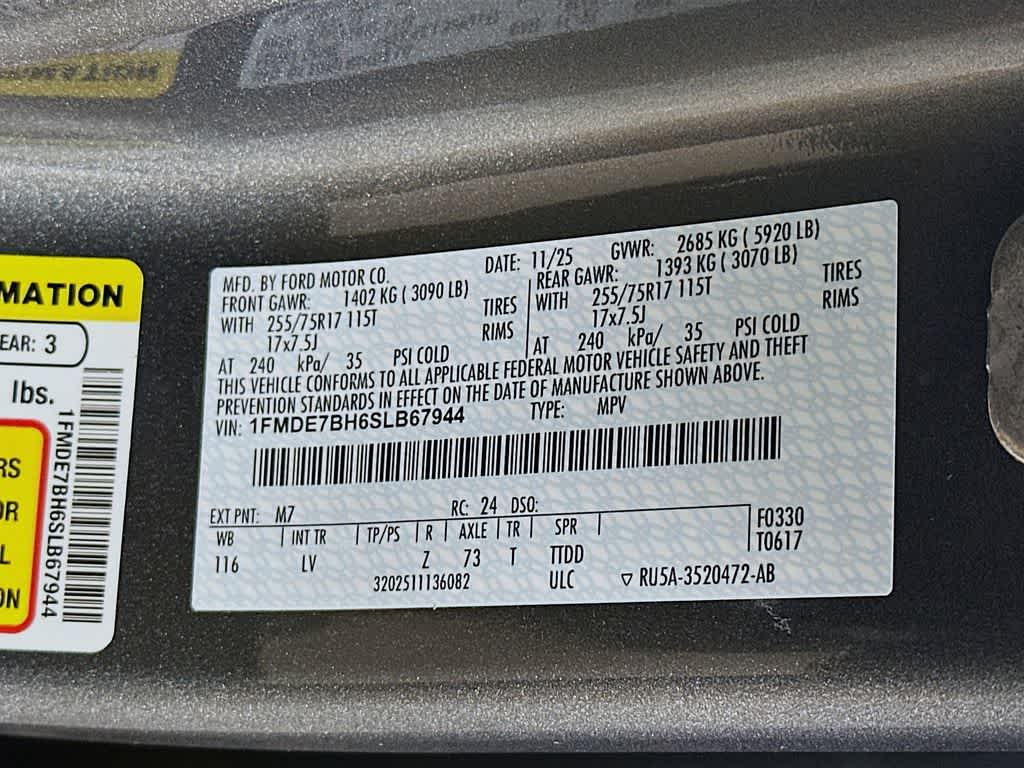 MATION
EAR: 3
lbs.
RS
OR
L
ON
1FMDE7BH6SLB67944
MFD. BY FORD MOTOR CO. DATE: 11/25 GVWR: 2685 KG ( 5920 LB)
FRONT GAWR: 1402 KG ( 3090 LB) REAR GAWR: 1393 KG ( 3070 LB)
WITH 255/75R17 115T TIRES WITH 255/75R17 115T TIRES
17x7.5J RIMS 17x7.5J RIMS
AT 240 kPa/ 35 PSI COLD AT 240 kPa/ 35 PSI COLD
THIS VEHICLE CONFORMS TO ALL APPLICABLE FEDERAL MOTOR VEHICLE SAFETY AND THEFT
PREVENTION STANDARDS IN EFFECT ON THE DATE OF MANUFACTURE SHOWN ABOVE.
VIN: 1FMDE7BH6SLB67944 TYPE: MPV
EXT PNT: M7 RC: 24 DSO:
WB INT TR TP/PS R AXLE TR SPR F0330
116 LV Z 73 T TTDD T0617
3202511136082 ULC ▽ RU5A-3520472-AB